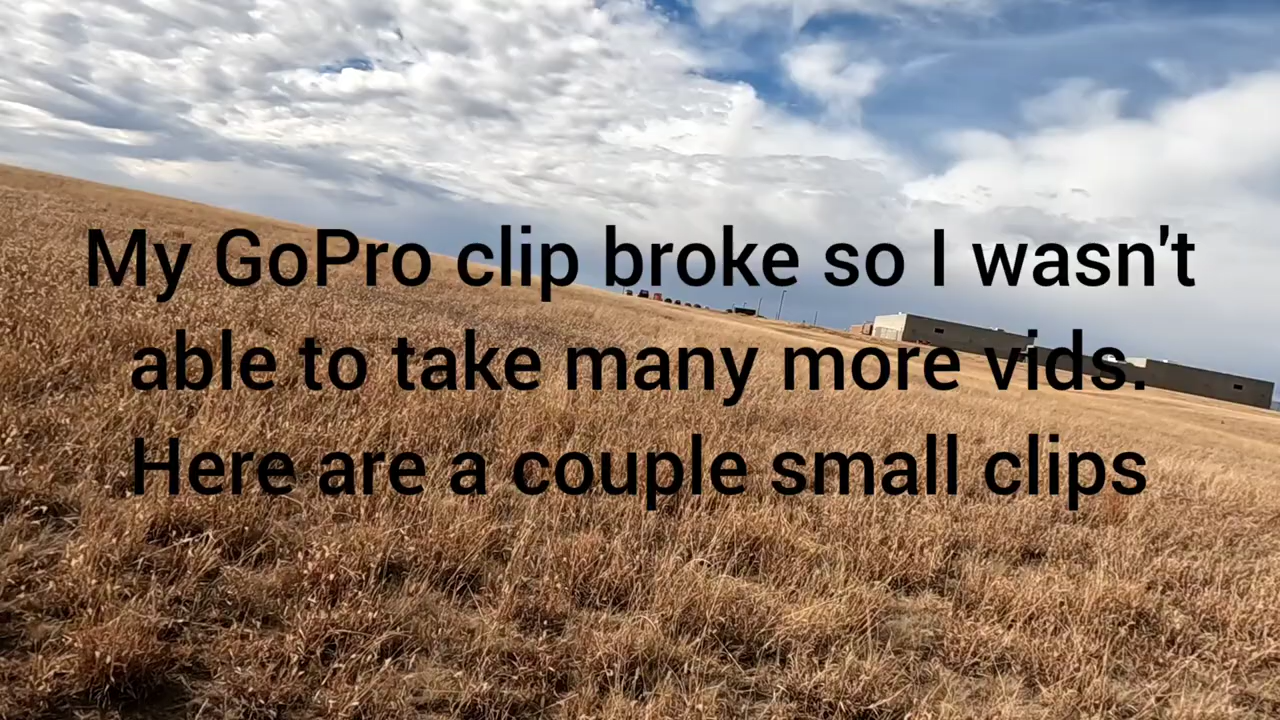 My GoPro clip broke so I wasn't
able to take many more vids.
Here are a couple small clips